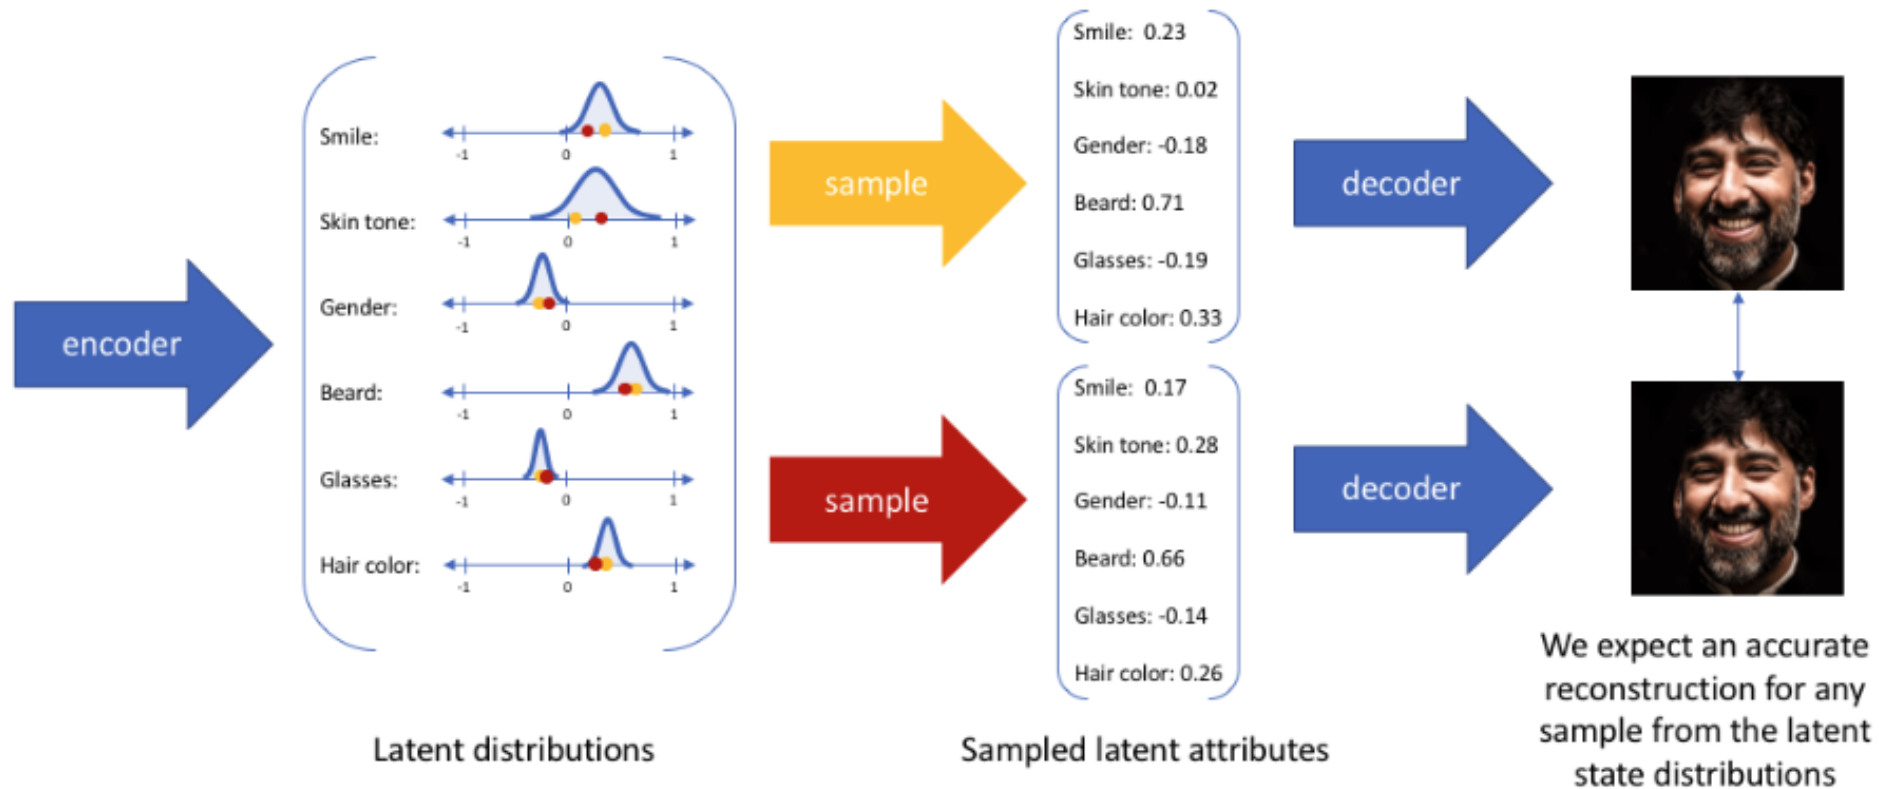 encoder
Smile:
-1 0 1
Skin tone:
-1 0 1
Gender:
-1 0 1
Beard:
-1 0 1
Glasses:
-1 0 1
Hair color:
-1 0 1
Latent distributions
sample
sample
Smile: 0.23
Skin tone: 0.02
Gender: -0.18
Beard: 0.71
Glasses: -0.19
Hair color: 0.33
Smile: 0.17
Skin tone: 0.28
Gender: -0.11
Beard: 0.66
Glasses: -0.14
Hair color: 0.26
Sampled latent attributes
decoder
decoder
We expect an accurate
reconstruction for any
sample from the latent
state distributions